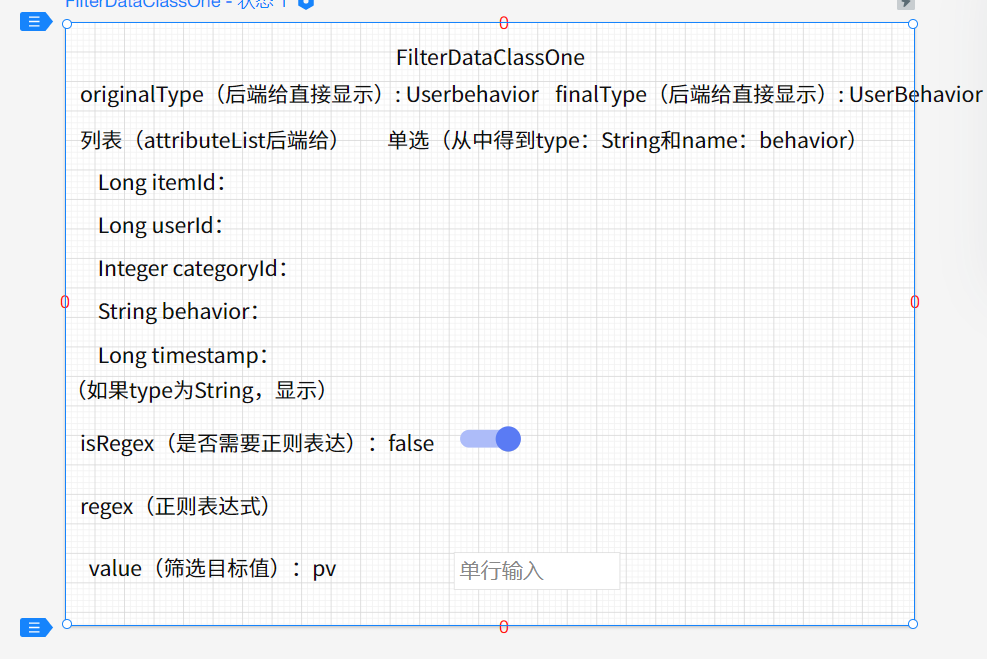 FilterDataClassOne - 状态 1
0
FilterDataClassOne
originalType（后端给直接显示）: Userbehavior finalType（后端给直接显示）: UserBehavior
列表（attributeList后端给） 单选（从中得到type：String和name：behavior）
Long itemId：
Long userId：
Integer categoryId：
0 0
String behavior：
Long timestamp：
（如果type为String，显示）
isRegex（是否需要正则表达）：false
regex（正则表达式）
value（筛选目标值）：pv 单行输入
0